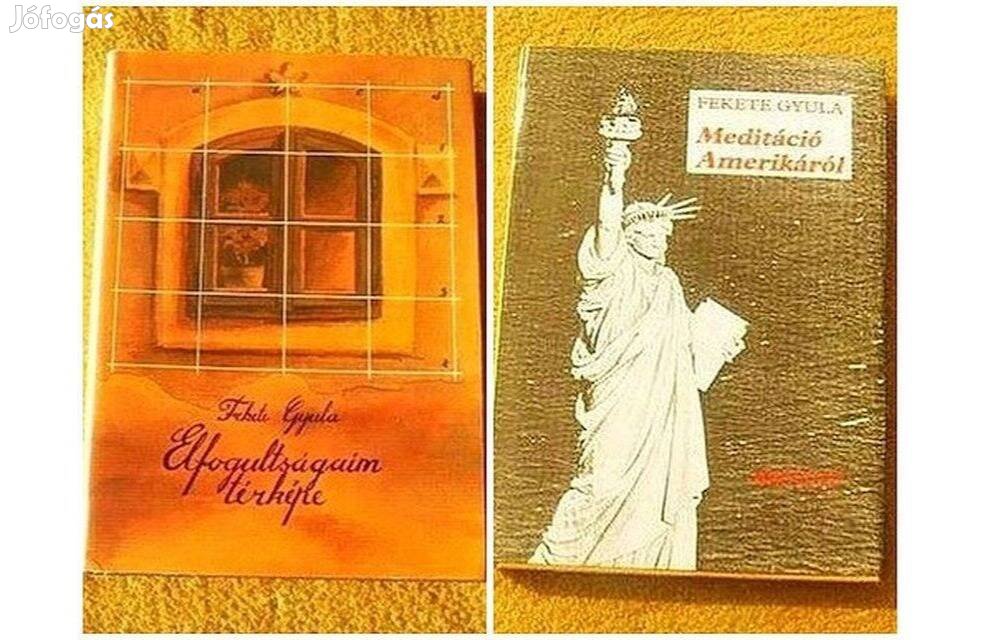 Jófogás
Fekete Gyula
Elfogultságaim
térképe
FEKETE GYULA
Meditáció
Amerikáról